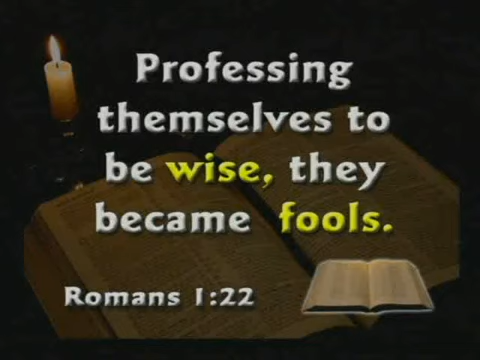 Professing
themselves to
be wise, they
became fools.
Romans 1:22